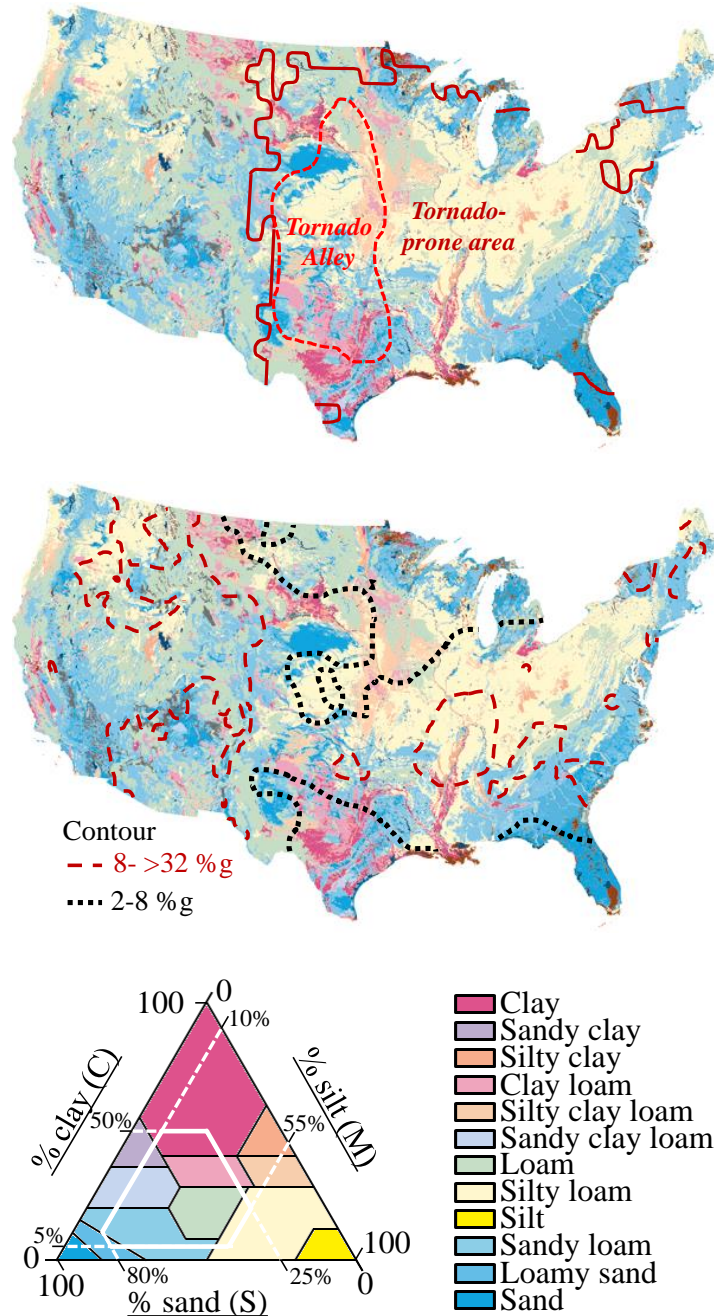 Tornado
Alley
Tornado-
prone area
Contour
8- >32 %g
2-8 %g
100
0
10%
% clay (C)
% silt (M)
50%
55%
5%
0
100
100
80%
25%
0
% sand (S)
Clay
Sandy clay
Silty clay
Clay loam
Silty clay loam
Sandy clay loam
Loam
Silty loam
Silt
Sandy loam
Loamy sand
Sand